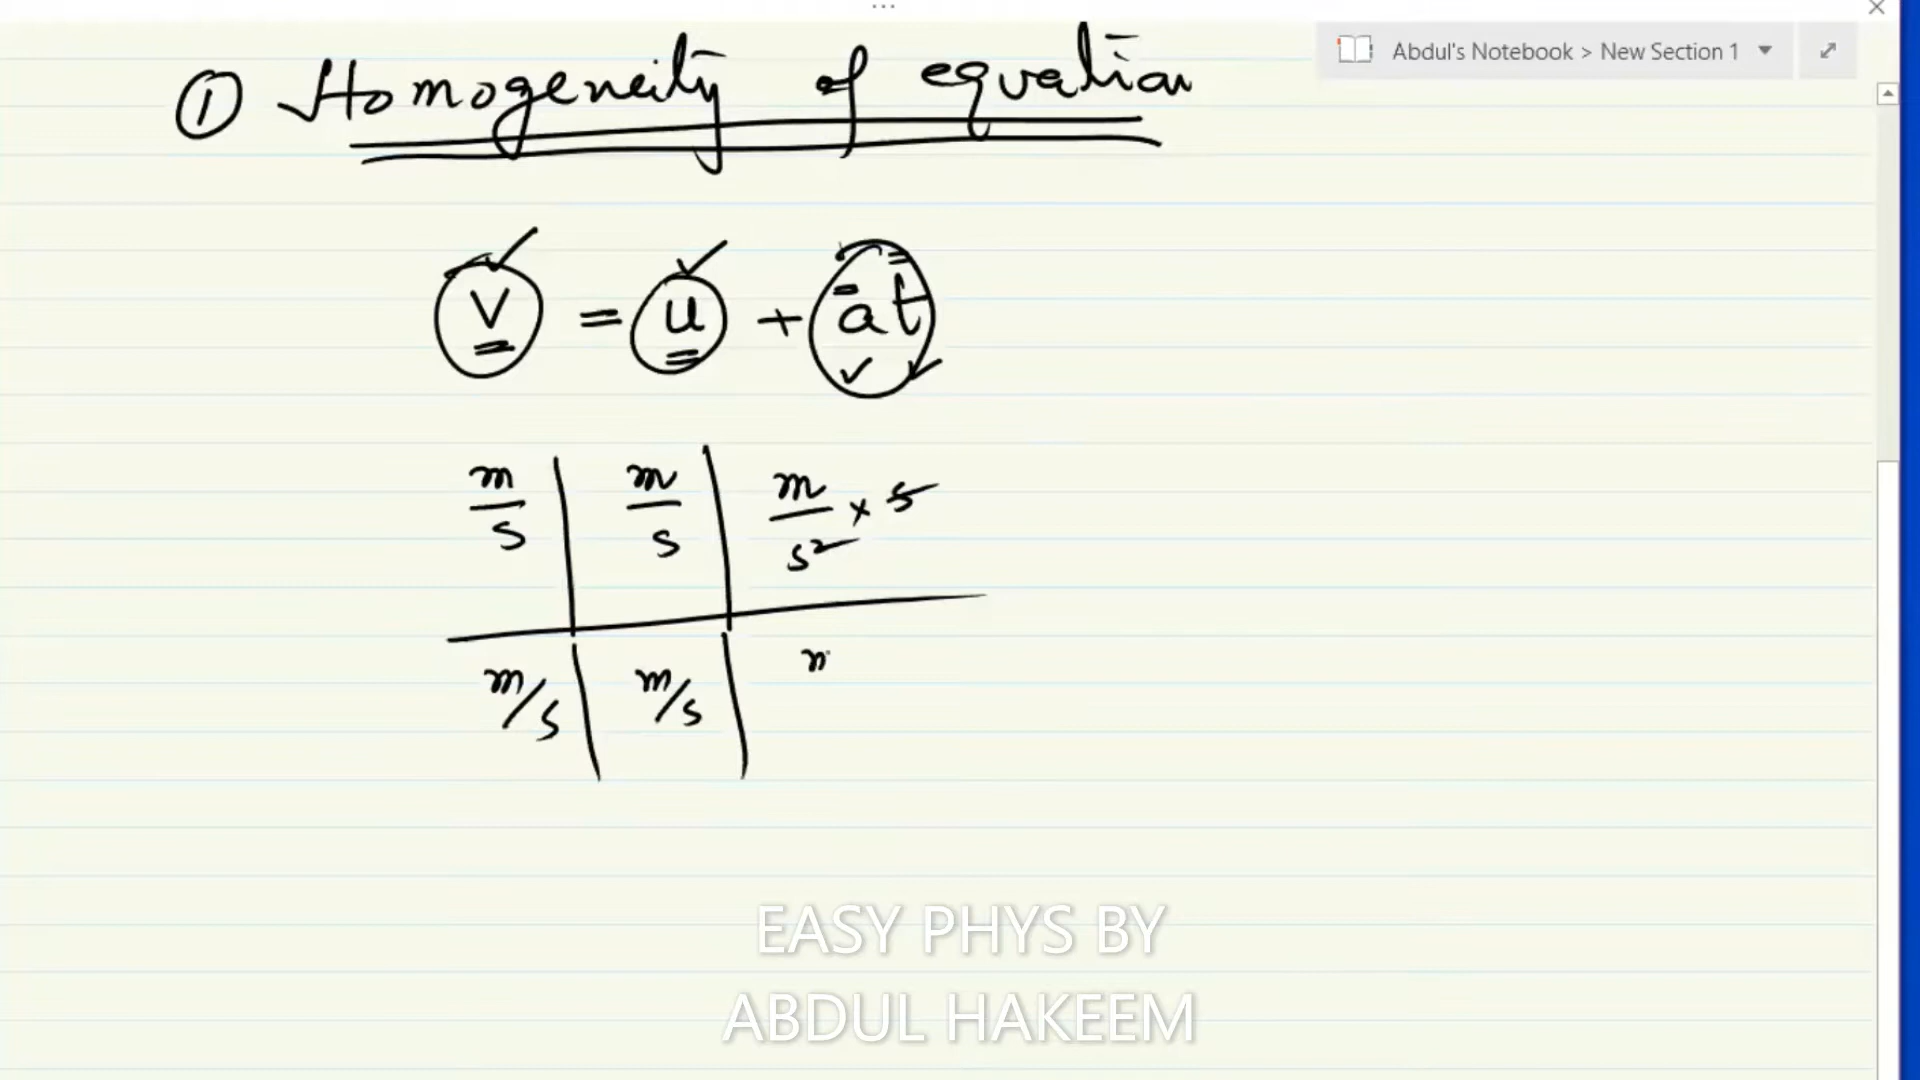 Abdul's Notebook > New Section 1
① Homogeneity of equation
v = u + at
m/s | m/s | m/s² × s
m/s | m/s | m
EASY PHYS BY
ABDUL HAKEEM